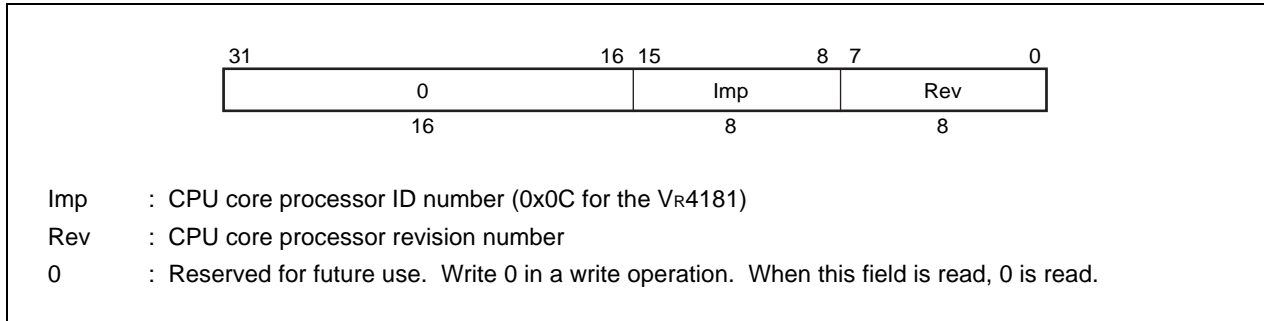 31 16 15 8 7 0
0 Imp Rev
16 8 8
Imp : CPU core processor ID number (0x0C for the VR4181)
Rev : CPU core processor revision number
0 : Reserved for future use. Write 0 in a write operation. When this field is read, 0 is read.